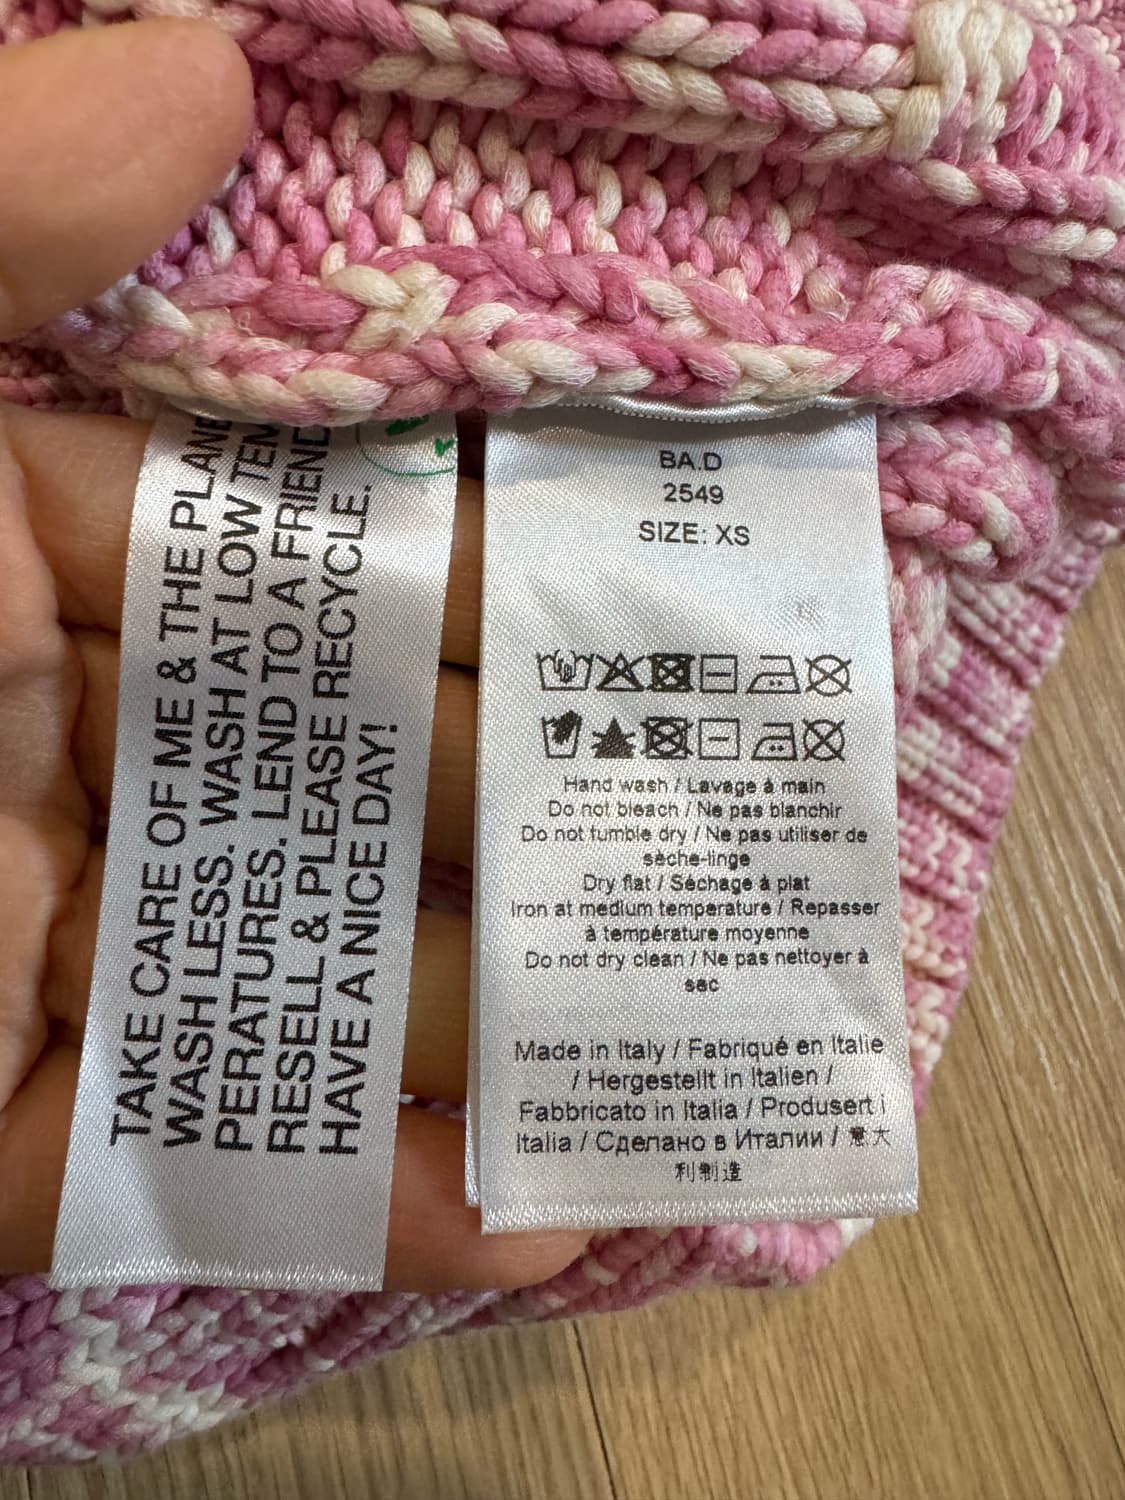 TAKE CARE OF ME & THE PLANE
WASH LESS. WASH AT LOW TEM
PERATURES. LEND TO A FRIEND
RESELL & PLEASE RECYCLE.
HAVE A NICE DAY!
BA.D
2549
SIZE: XS
Hand wash / Lavage à main
Do not bleach / Ne pas blanchir
Do not tumble dry / Ne pas utiliser de
sèche-linge
Dry flat / Séchage à plat
Iron at medium temperature / Repasser
à température moyenne
Do not dry clean / Ne pas nettoyer à
sec
Made in Italy / Fabriqué en Italie
/ Hergestellt in Italien /
Fabbricato in Italia / Produsert i
Italia / Сделано в Италии / 意大
利制造